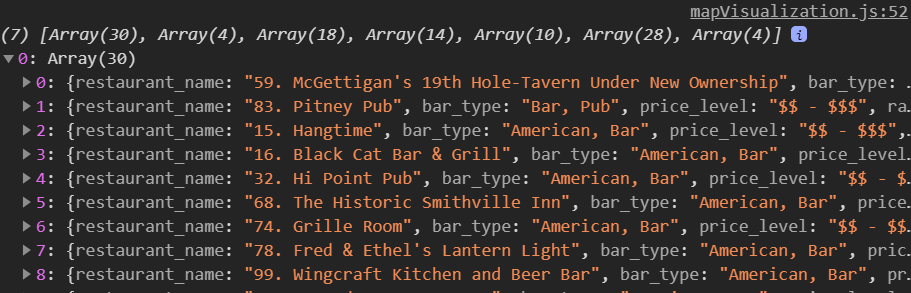 mapVisualization.js:52
(7) [Array(30), Array(4), Array(18), Array(14), Array(10), Array(28), Array(4)] i
▼0: Array(30)
▶0: {restaurant_name: "59. McGettigan's 19th Hole-Tavern Under New Ownership", bar_type: …
▶1: {restaurant_name: "83. Pitney Pub", bar_type: "Bar, Pub", price_level: "$$ - $$$", ra…
▶2: {restaurant_name: "15. Hangtime", bar_type: "American, Bar", price_level: "$$ - $$$", …
▶3: {restaurant_name: "16. Black Cat Bar & Grill", bar_type: "American, Bar", price_level…
▶4: {restaurant_name: "32. Hi Point Pub", bar_type: "American, Bar", price_level: "$$ - $…
▶5: {restaurant_name: "68. The Historic Smithville Inn", bar_type: "American, Bar", price…
▶6: {restaurant_name: "74. Grille Room", bar_type: "American, Bar", price_level: "$$ - $$…
▶7: {restaurant_name: "78. Fred & Ethel's Lantern Light", bar_type: "American, Bar", pric…
▶8: {restaurant_name: "99. Wingcraft Kitchen and Beer Bar", bar_type: "American, Bar", pr…